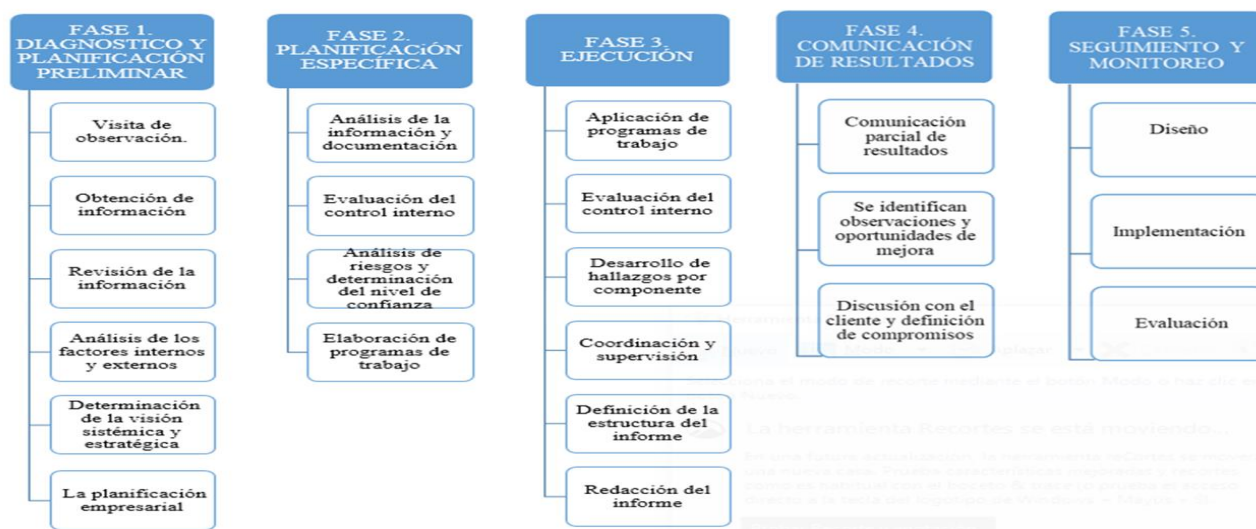 FASE 1.
DIAGNOSTICO Y
PLANIFICACIÓN
PRELIMINAR
Visita de
observación.
Obtención de
información
Revisión de la
información
Análisis de los
factores internos
y externos
Determinación
de la visión
sistémica y
estratégica
La planificación
empresarial
FASE 2.
PLANIFICACiÓN
ESPECÍFICA
Análisis de la
información y
documentación
Evaluación del
control interno
Análisis de
riesgos y
determinación
del nivel de
confianza
Elaboración de
programas de
trabajo
FASE 3.
EJECUCIÓN
Aplicación de
programas de
trabajo
Evaluación del
control interno
Desarrollo de
hallazgos por
componente
Coordinación y
supervisión
Definición de la
estructura del
informe
Redacción del
informe
FASE 4.
COMUNICACIÓN
DE RESULTADOS
Comunicación
parcial de
resultados
Se identifican
observaciones y
oportunidades de
mejora
Discusión con el
cliente y definición
de compromisos
FASE 5.
SEGUIMIENTO Y
MONITOREO
Diseño
Implementación
Evaluación
La herramienta Recortes se está moviendo...